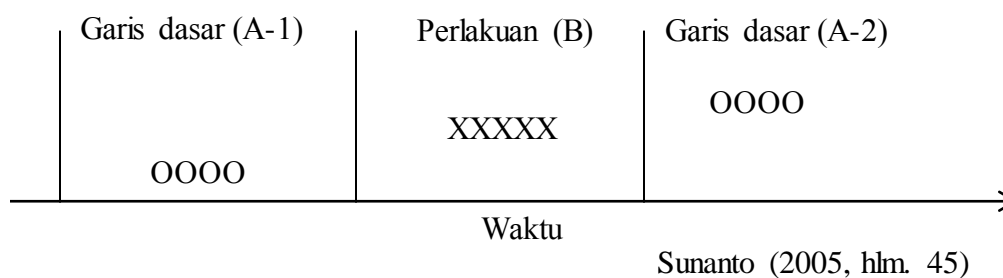 Garis dasar (A-1) Perlakuan (B) Garis dasar (A-2)
OOOO
XXXXX
OOOO
Waktu
Sunanto (2005, hlm. 45)